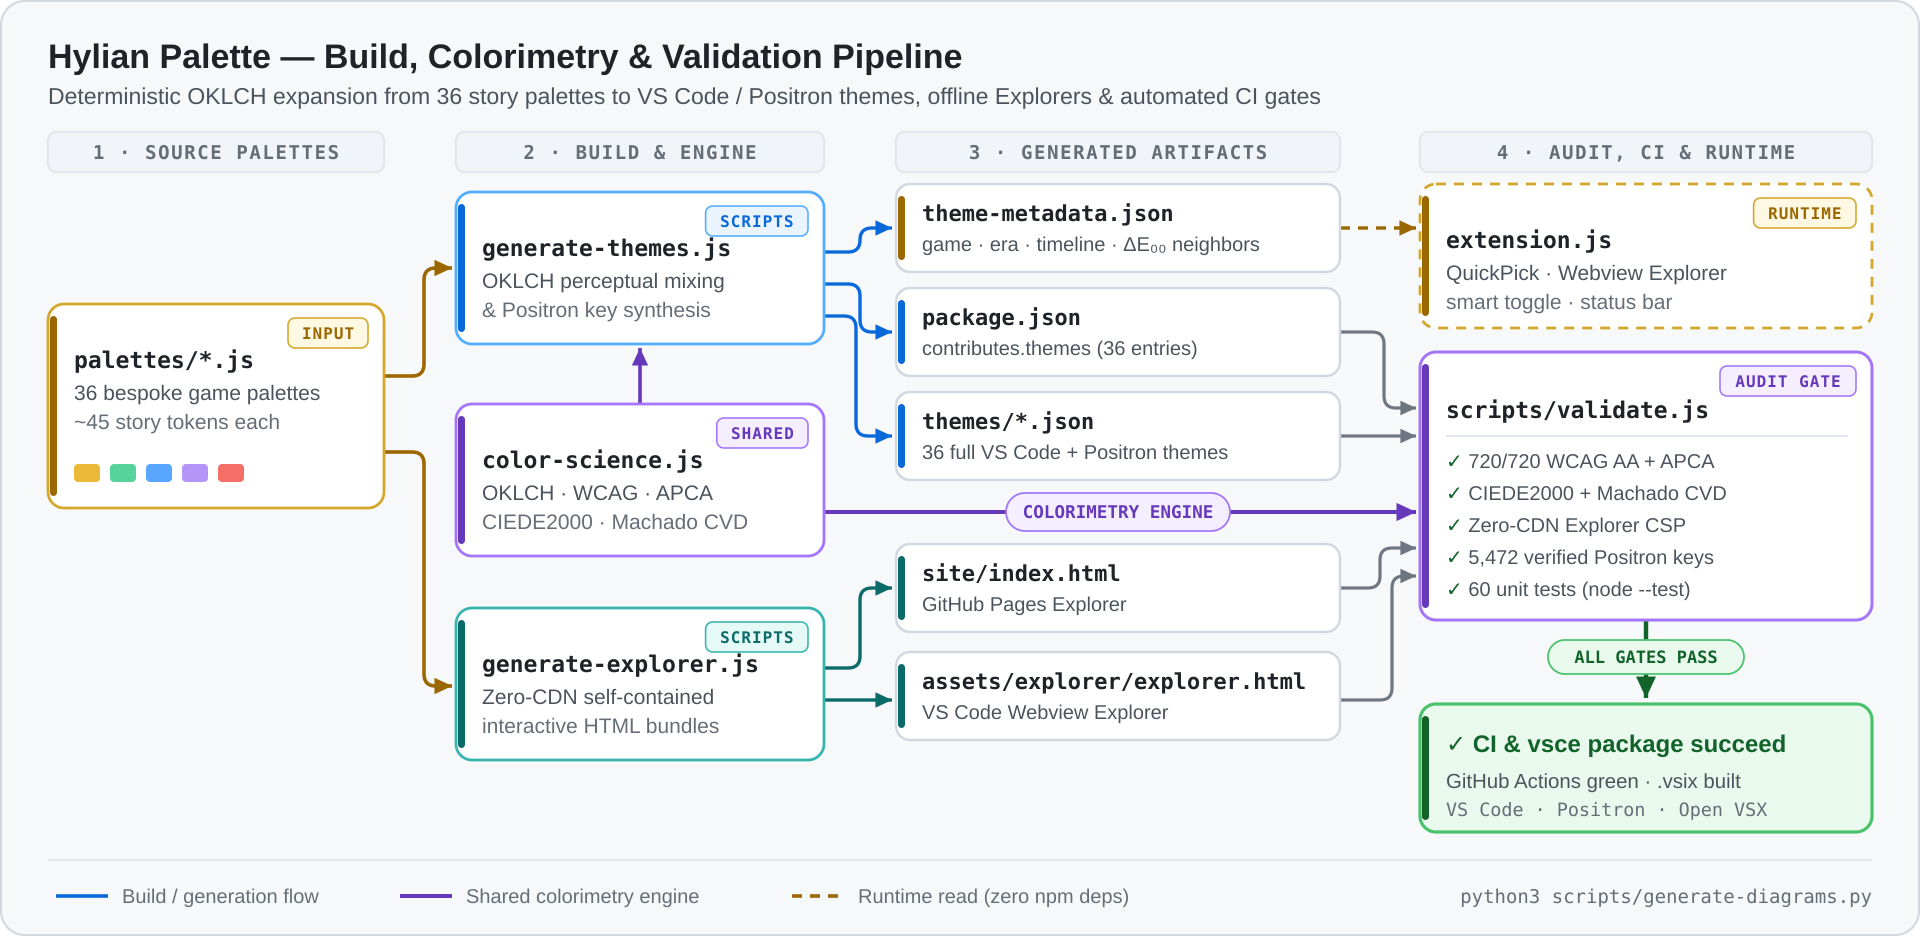 Hylian Palette — Build, Colorimetry & Validation Pipeline
Deterministic OKLCH expansion from 36 story palettes to VS Code / Positron themes, offline Explorers & automated CI gates
1 · SOURCE PALETTES
INPUT
palettes/*.js
36 bespoke game palettes
~45 story tokens each
2 · BUILD & ENGINE
SCRIPTS
generate-themes.js
OKLCH perceptual mixing
& Positron key synthesis
SHARED
color-science.js
OKLCH · WCAG · APCA
CIEDE2000 · Machado CVD
SCRIPTS
generate-explorer.js
Zero-CDN self-contained
interactive HTML bundles
3 · GENERATED ARTIFACTS
theme-metadata.json
game · era · timeline · ΔE₀₀ neighbors
package.json
contributes.themes (36 entries)
themes/*.json
36 full VS Code + Positron themes
COLORIMETRY ENGINE
site/index.html
GitHub Pages Explorer
assets/explorer/explorer.html
VS Code Webview Explorer
4 · AUDIT, CI & RUNTIME
RUNTIME
extension.js
QuickPick · Webview Explorer
smart toggle · status bar
AUDIT GATE
scripts/validate.js
✓ 720/720 WCAG AA + APCA
✓ CIEDE2000 + Machado CVD
✓ Zero-CDN Explorer CSP
✓ 5,472 verified Positron keys
✓ 60 unit tests (node --test)
ALL GATES PASS
✓ CI & vsce package succeed
GitHub Actions green · .vsix built
VS Code · Positron · Open VSX
Build / generation flow
Shared colorimetry engine
Runtime read (zero npm deps)
python3 scripts/generate-diagrams.py